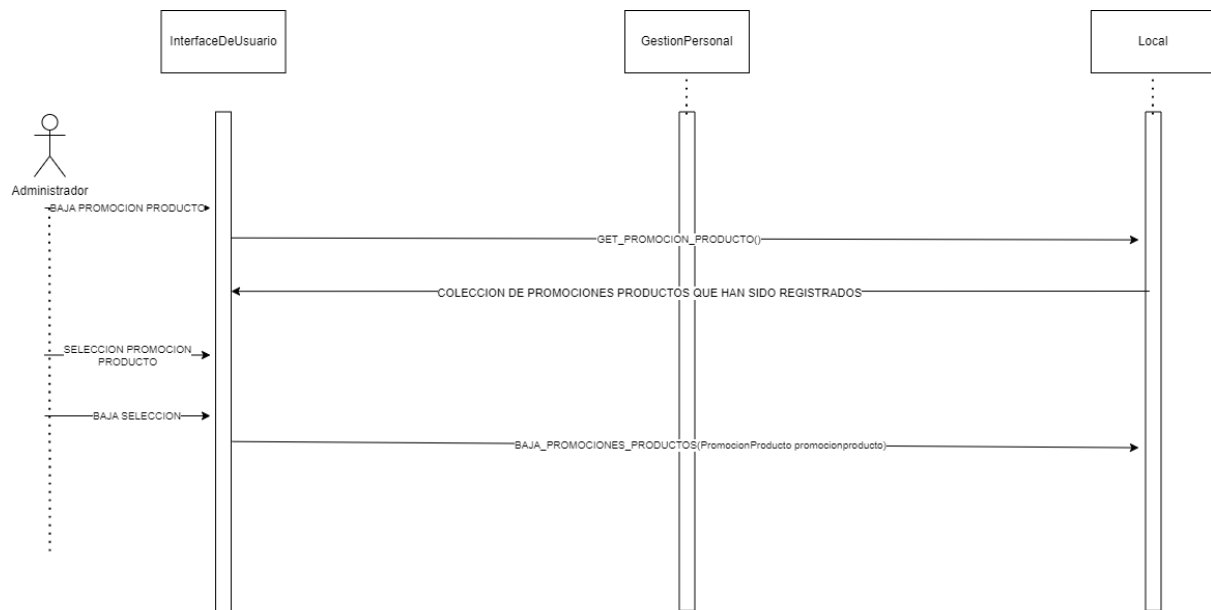 InterfaceDeUsuario
GestionPersonal
Local
Administrador
BAJA PROMOCION PRODUCTO
GET_PROMOCION_PRODUCTO()
COLECCION DE PROMOCIONES PRODUCTOS QUE HAN SIDO REGISTRADOS
SELECCION PROMOCION
PRODUCTO
BAJA SELECCION
BAJA_PROMOCIONES_PRODUCTOS(PromocionProducto promocionproducto)